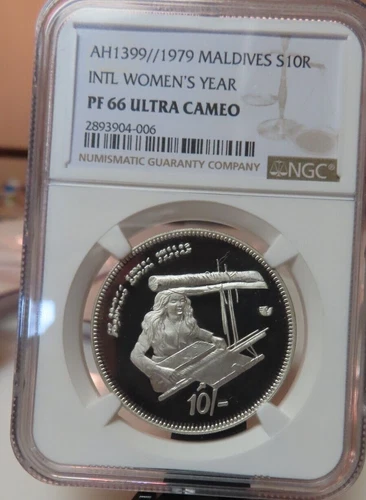 AH1399//1979 MALDIVES S10R
INTL WOMEN'S YEAR
PF 66 ULTRA CAMEO
2893904-006
NUMISMATIC GUARANTY COMPANY
NGC®
10/-